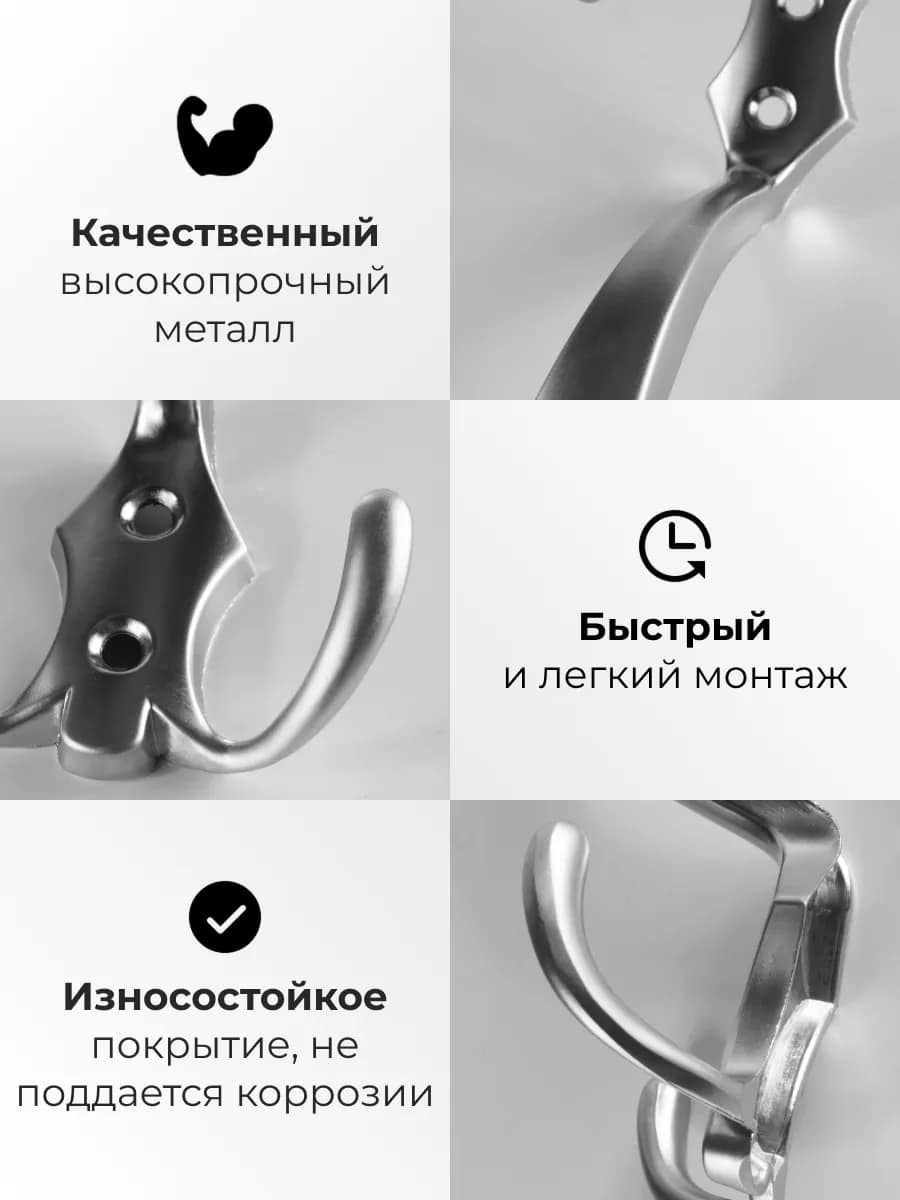 Качественный
высокопрочный
металл
Быстрый
и легкий монтаж
Износостойкое
покрытие, не
поддается коррозии